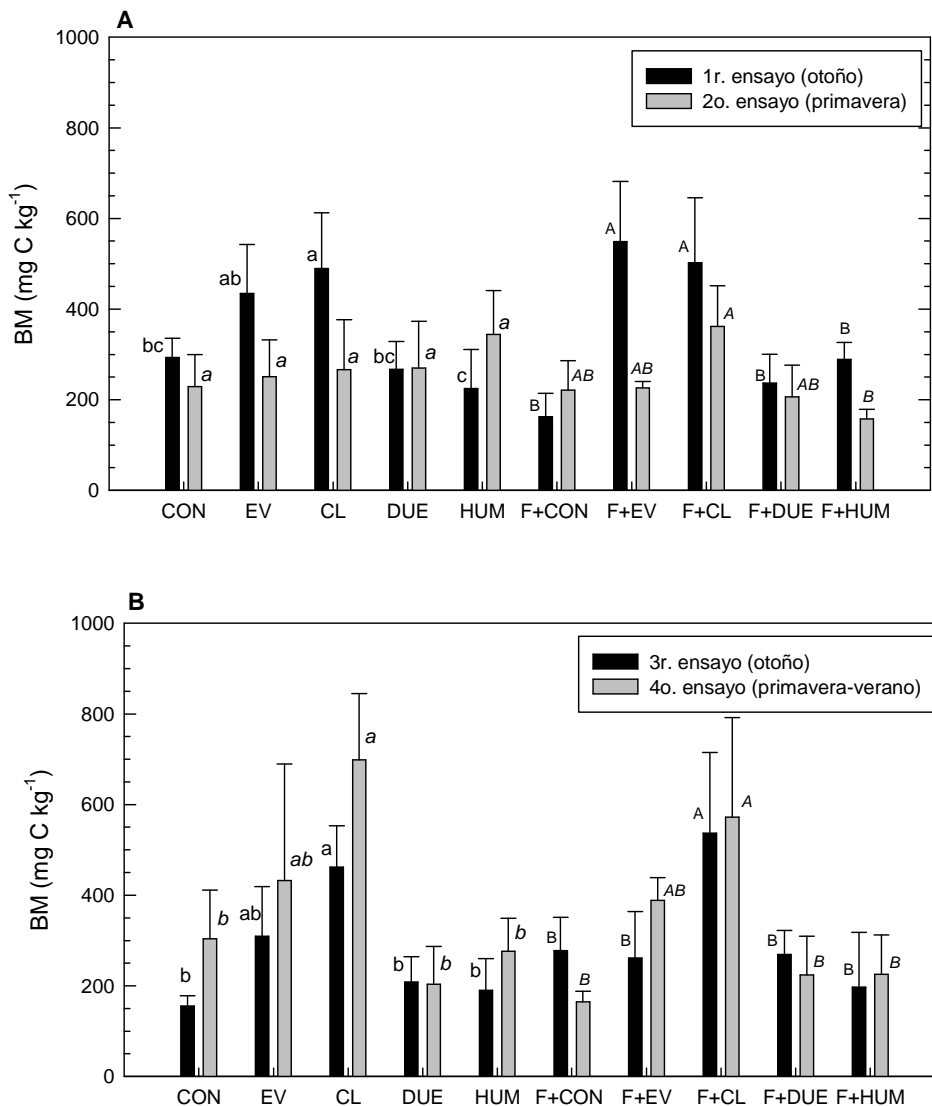 A
1000
800
600
400
200
0
BM (mg C kg-1)
1r. ensayo (otoño)
2o. ensayo (primavera)
bc a ab a a a bc a c a B AB A AB A A B AB B B
CON EV CL DUE HUM F+CON F+EV F+CL F+DUE F+HUM
B
1000
800
600
400
200
0
BM (mg C kg-1)
3r. ensayo (otoño)
4o. ensayo (primavera-verano)
b b ab ab a a b b b b B B B AB A A B B B B
CON EV CL DUE HUM F+CON F+EV F+CL F+DUE F+HUM